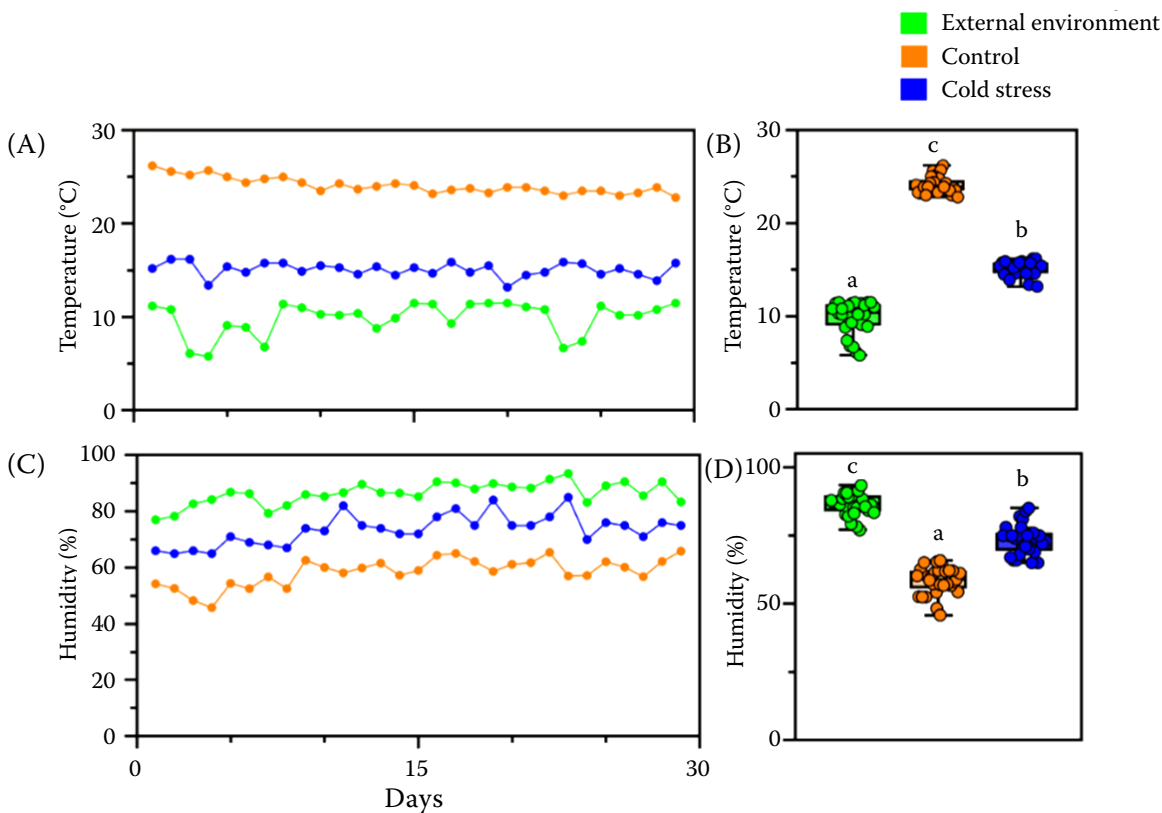 External environment
Control
Cold stress
(A)
30
20
10
0
Temperature (°C)
(B)
30
20
10
0
Temperature (°C)
a
c
b
(C)
100
80
60
40
20
0
Humidity (%)
0
15
30
Days
(D)
100
50
0
Humidity (%)
c
a
b